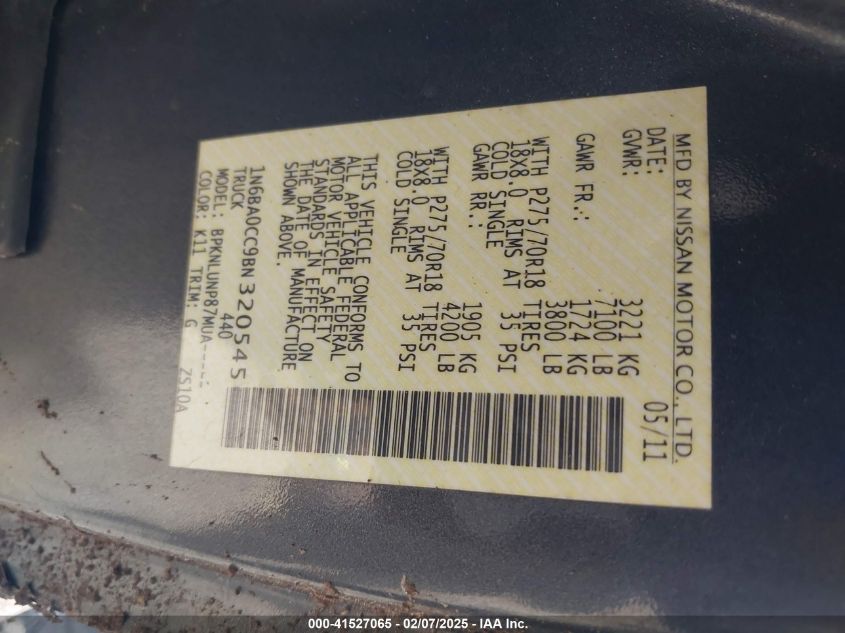 MFD BY NISSAN MOTOR CO., LTD.
DATE: 05/11
GVWR: 3221 KG
7100 LB
GAWR FR.: 1724 KG
3800 LB
WITH P275/70R18 TIRES
18X8.0 RIMS AT 35 PSI
COLD SINGLE
GAWR RR.: 1905 KG
4200 LB
WITH P275/70R18 TIRES
18X8.0 RIMS AT 35 PSI
COLD SINGLE
THIS VEHICLE CONFORMS TO
ALL APPLICABLE FEDERAL
MOTOR VEHICLE SAFETY
STANDARDS IN EFFECT ON
THE DATE OF MANUFACTURE
SHOWN ABOVE.
1N6BA0CC9BN320545
TRUCK 440
MODEL: BPKNLUNP87MUA-----
COLOR: K11 TRIM: G ZS10A
000-41527065 - 02/07/2025 - IAA Inc.